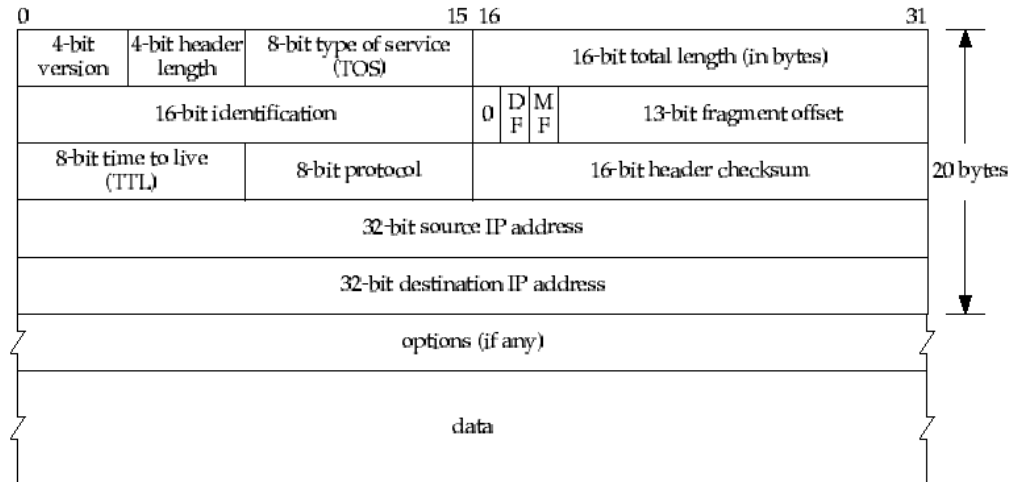 0 15 16 31
4-bit version 4-bit header length 8-bit type of service (TOS) 16-bit total length (in bytes)
16-bit identification 0 DF MF 13-bit fragment offset
8-bit time to live (TTL) 8-bit protocol 16-bit header checksum 20 bytes
32-bit source IP address
32-bit destination IP address
options (if any)
data